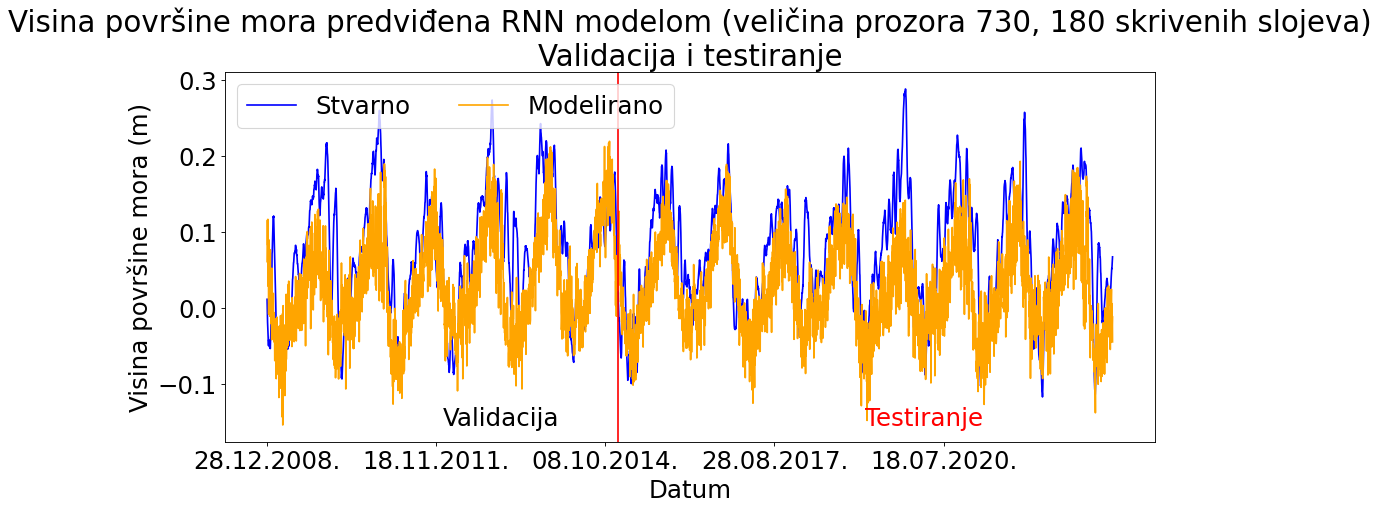 Visina površine mora predviđena RNN modelom (veličina prozora 730, 180 skrivenih slojeva)
Validacija i testiranje
Visina površine mora (m)
0.3
0.2
0.1
0.0
−0.1
Stvarno
Modelirano
Validacija
Testiranje
28.12.2008.
18.11.2011.
08.10.2014.
28.08.2017.
18.07.2020.
Datum